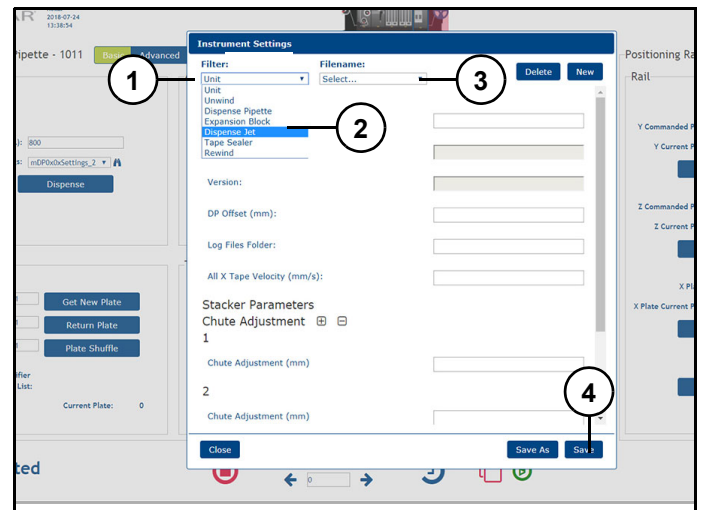 2018-07-24
13:38:54
Pipette - 1011
Advanced
Positioning Ra
Rail
Instrument Settings
Filter:
Filename:
Unit
Select...
Delete
New
Unit
Unwind
Dispense Pipette
Expansion Block
Dispense Jet
Tape Sealer
Rewind
1
2
3
4
): 800
s: mDP0x0xSettings_2
Dispense
Version:
DP Offset (mm):
Log Files Folder:
All X Tape Velocity (mm/s):
Stacker Parameters
Chute Adjustment
1
Chute Adjustment (mm)
2
Chute Adjustment (mm)
Close
Save As
Save
Y Commanded P
Y Current P
Z Commanded P
Z Current P
X Pl
X Plate Current P
Get New Plate
Return Plate
Plate Shuffle
ifier
List:
Current Plate: 0
ted
0